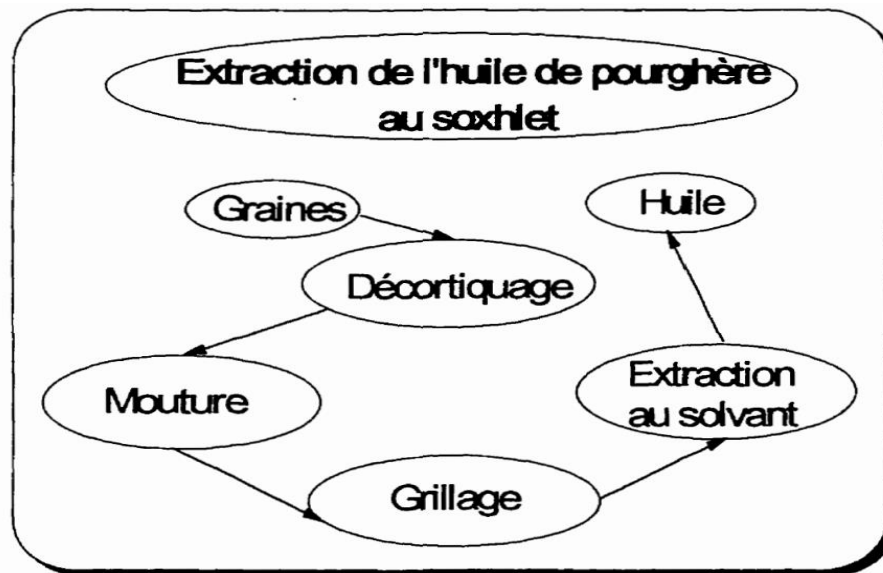 Extraction de l'huile de pourghère
au soxhlet
Graines
Huile
Décortiquage
Mouture
Extraction
au solvant
Grillage